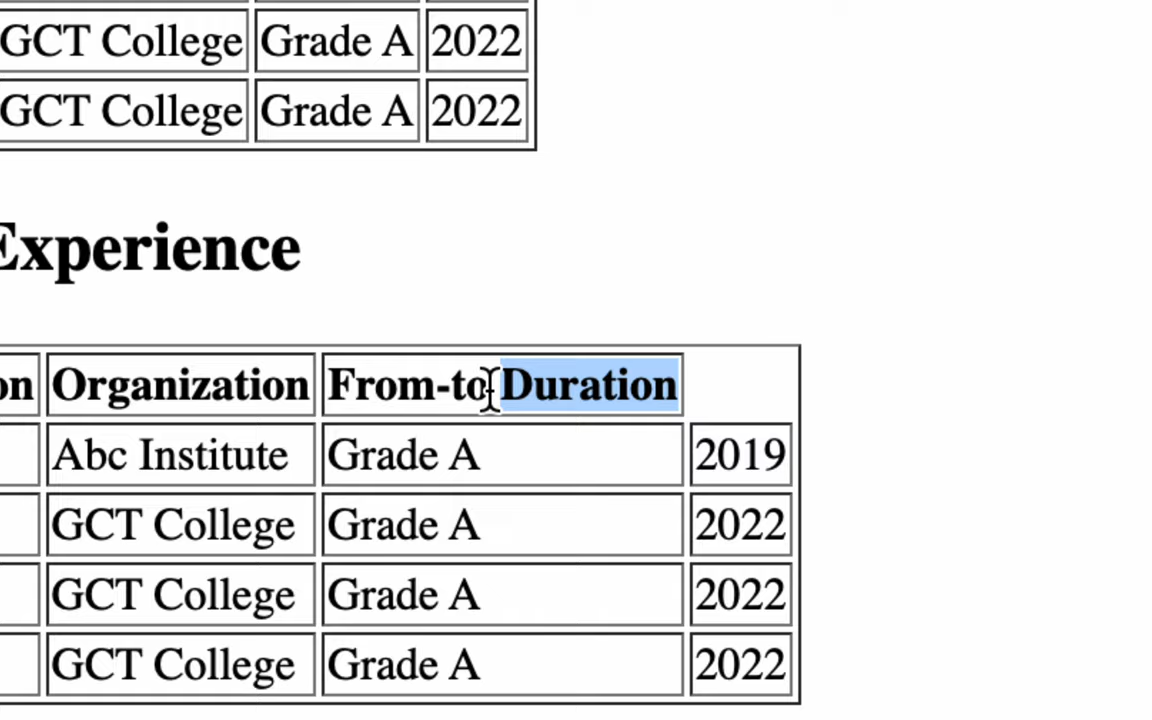 GCT College Grade A 2022
GCT College Grade A 2022
Experience
on Organization From-to Duration
Abc Institute Grade A 2019
GCT College Grade A 2022
GCT College Grade A 2022
GCT College Grade A 2022